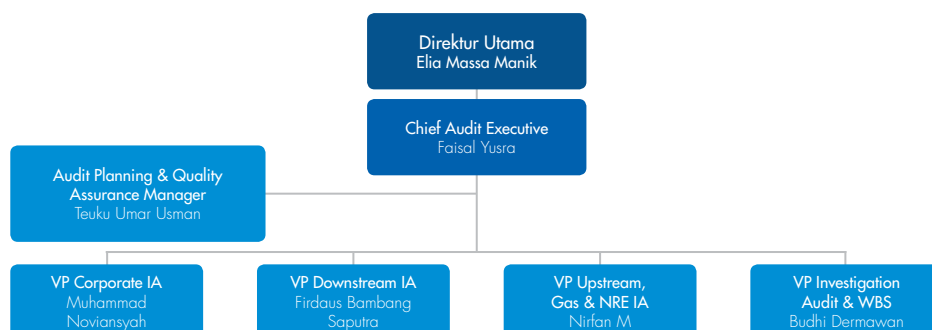 Direktur Utama
Elia Massa Manik
Chief Audit Executive
Faisal Yusra
Audit Planning & Quality
Assurance Manager
Teuku Umar Usman
VP Corporate IA
Muhammad
Noviansyah
VP Downstream IA
Firdaus Bambang
Saputra
VP Upstream,
Gas & NRE IA
Nirfan M
VP Investigation
Audit & WBS
Budhi Dermawan